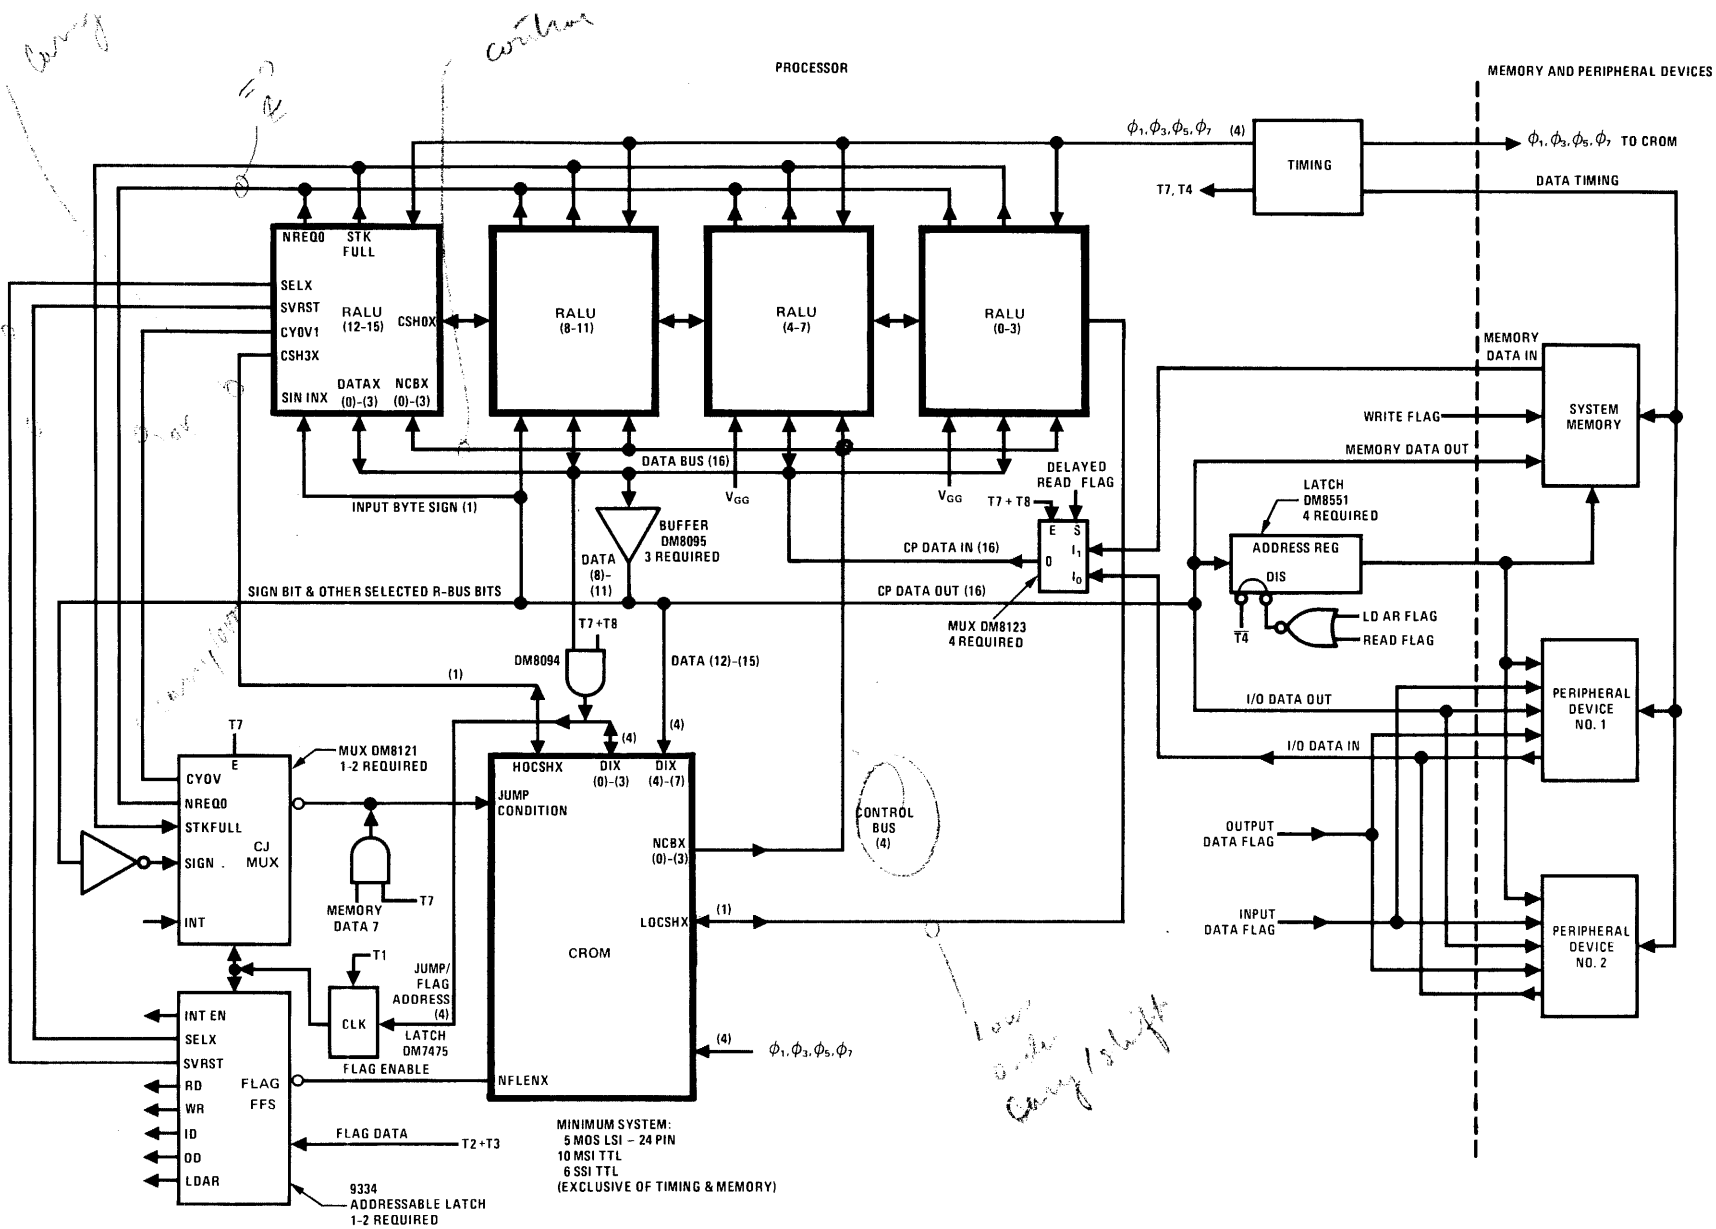 Carry
control
PROCESSOR
MEMORY AND PERIPHERAL DEVICES
ϕ1, ϕ3, ϕ5, ϕ7 (4)
TIMING
ϕ1, ϕ3, ϕ5, ϕ7 TO CROM
T7, T4
DATA TIMING
NREQ0
STK
FULL
SELX
SVRST
CYOV1
CSH3X
RALU
(12-15)
CSH0X
SIN INX
DATAX
(0)-(3)
NCBX
(0)-(3)
RALU
(8-11)
RALU
(4-7)
RALU
(0-3)
MEMORY
DATA IN
SYSTEM
MEMORY
WRITE FLAG
MEMORY DATA OUT
DATA BUS (16)
VGG
VGG
DELAYED
READ FLAG
T7 + T8
INPUT BYTE SIGN (1)
BUFFER
DM8095
3 REQUIRED
DATA
(8)-
(11)
E S
I1
O
I0
CP DATA IN (16)
LATCH
DM8551
4 REQUIRED
ADDRESS REG
DIS
T4
LD AR FLAG
READ FLAG
SIGN BIT & OTHER SELECTED R-BUS BITS
CP DATA OUT (16)
MUX DM8123
4 REQUIRED
T7+T8
DM8094
DATA (12)-(15)
(1)
(4)
(4)
I/O DATA OUT
I/O DATA IN
PERIPHERAL
DEVICE
NO. 1
T7
E
MUX DM8121
1-2 REQUIRED
CYOV
NREQ0
STKFULL
SIGN
INT
CJ
MUX
MEMORY
DATA 7
T7
HOCSHX
DIX
(0)-(3)
DIX
(4)-(7)
JUMP
CONDITION
NCBX
(0)-(3)
CONTROL
BUS
(4)
LOCSHX
(1)
CROM
OUTPUT
DATA FLAG
INPUT
DATA FLAG
PERIPHERAL
DEVICE
NO. 2
T1
CLK
JUMP/
FLAG
ADDRESS
(4)
LATCH
DM7475
INT EN
SELX
SVRST
RD
WR
ID
OD
LDAR
FLAG
FFS
FLAG ENABLE
NFLENX
(4)
ϕ1, ϕ3, ϕ5, ϕ7
FLAG DATA
T2+T3
9334
ADDRESSABLE LATCH
1-2 REQUIRED
Low
order
Carry/shift
MINIMUM SYSTEM:
5 MOS LSI – 24 PIN
10 MSI TTL
6 SSI TTL
(EXCLUSIVE OF TIMING & MEMORY)